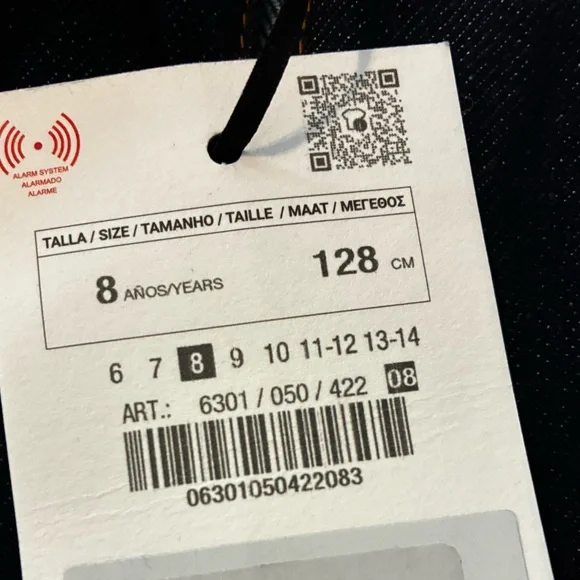 ALARM SYSTEM
ALARMADO
ALARME
TALLA / SIZE / TAMANHO / TAILLE / MAAT / ΜΕΓΕΘΟΣ
8 AÑOS/YEARS 128 CM
6 7 8 9 10 11-12 13-14
ART.: 6301 / 050 / 422 08
06301050422083